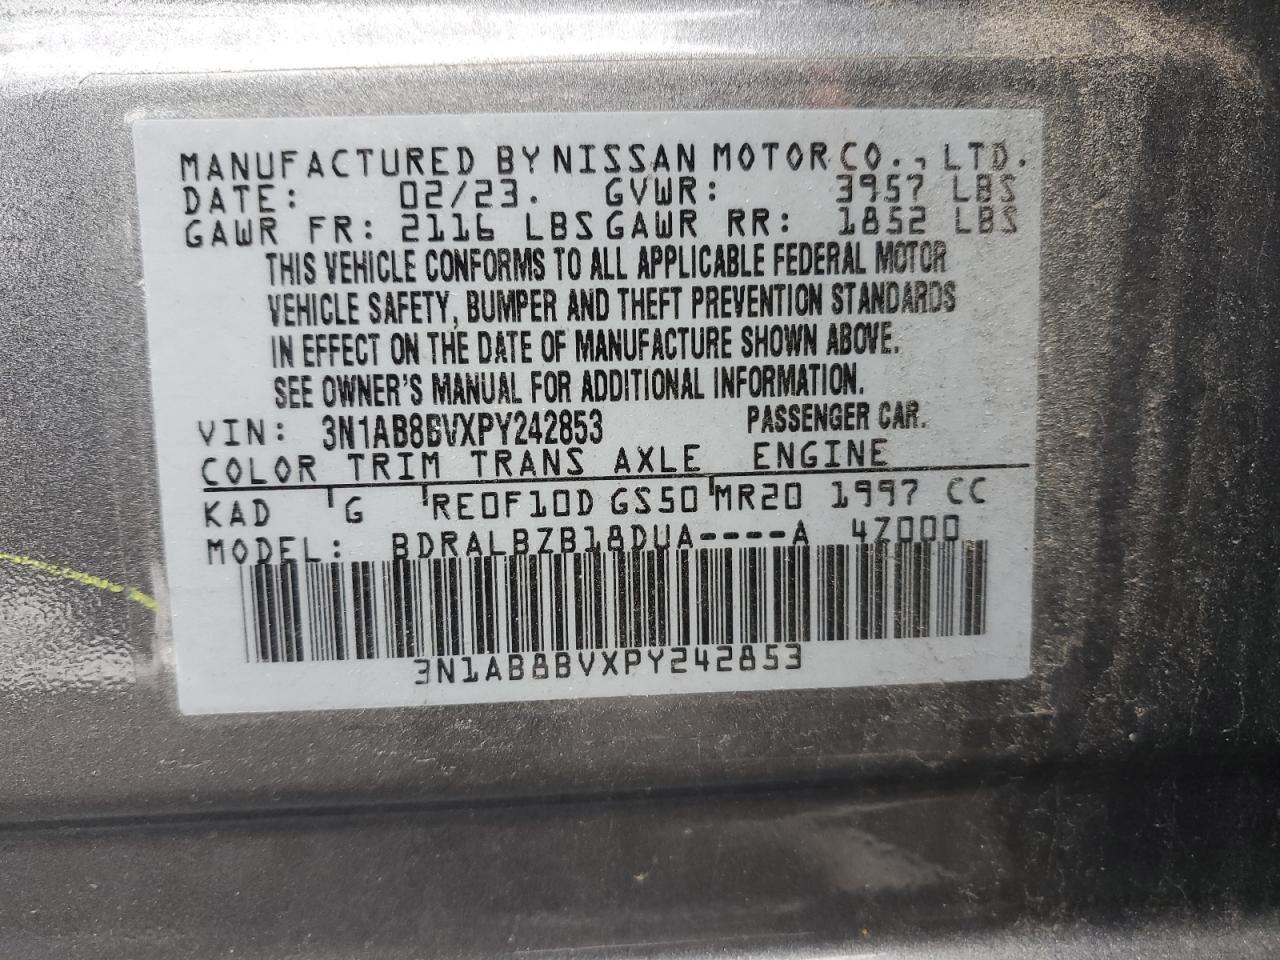 MANUFACTURED BY NISSAN MOTOR CO., LTD.
DATE: 02/23. GVWR: 3957 LBS
GAWR FR: 2116 LBS GAWR RR: 1852 LBS
THIS VEHICLE CONFORMS TO ALL APPLICABLE FEDERAL MOTOR
VEHICLE SAFETY, BUMPER AND THEFT PREVENTION STANDARDS
IN EFFECT ON THE DATE OF MANUFACTURE SHOWN ABOVE.
SEE OWNER'S MANUAL FOR ADDITIONAL INFORMATION.
VIN: 3N1AB8BVXPY242853 PASSENGER CAR.
COLOR TRIM TRANS AXLE ENGINE
KAD G RE0F10D GS50 MR20 1997 CC
MODEL: BDRALBZB18DUA----A 4Z000
3N1AB8BVXPY242853